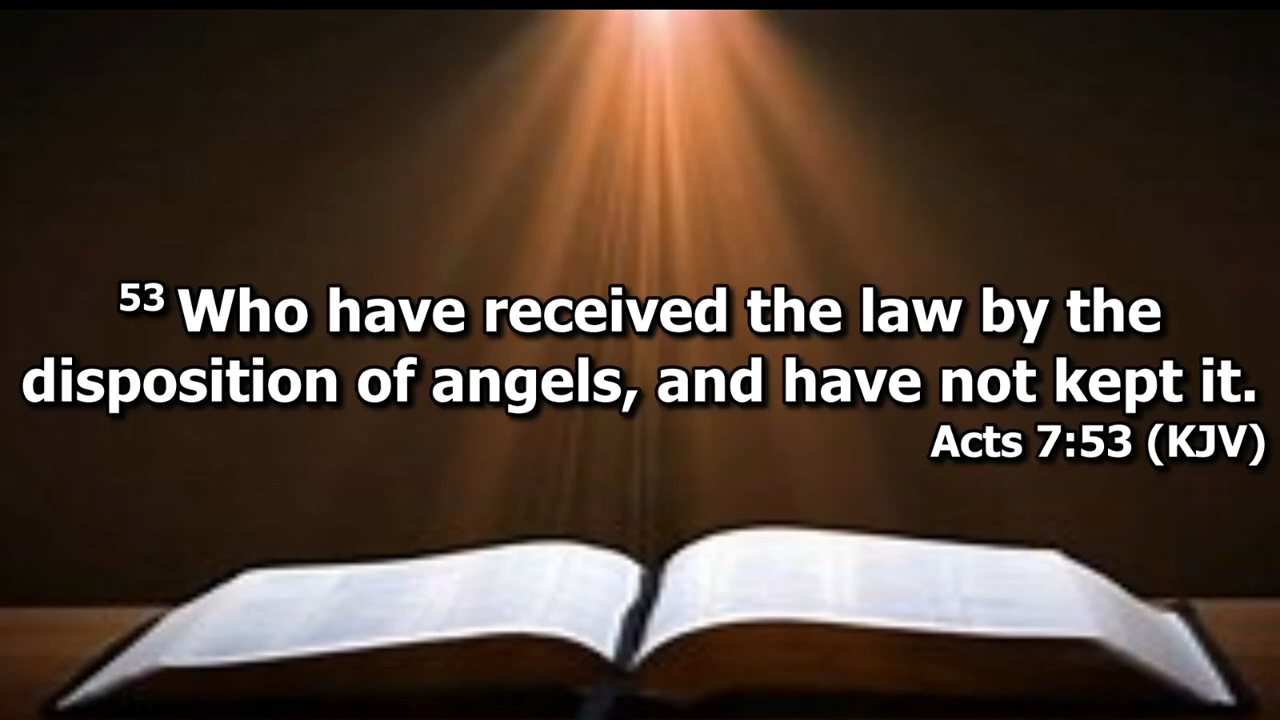 53 Who have received the law by the
disposition of angels, and have not kept it.
Acts 7:53 (KJV)